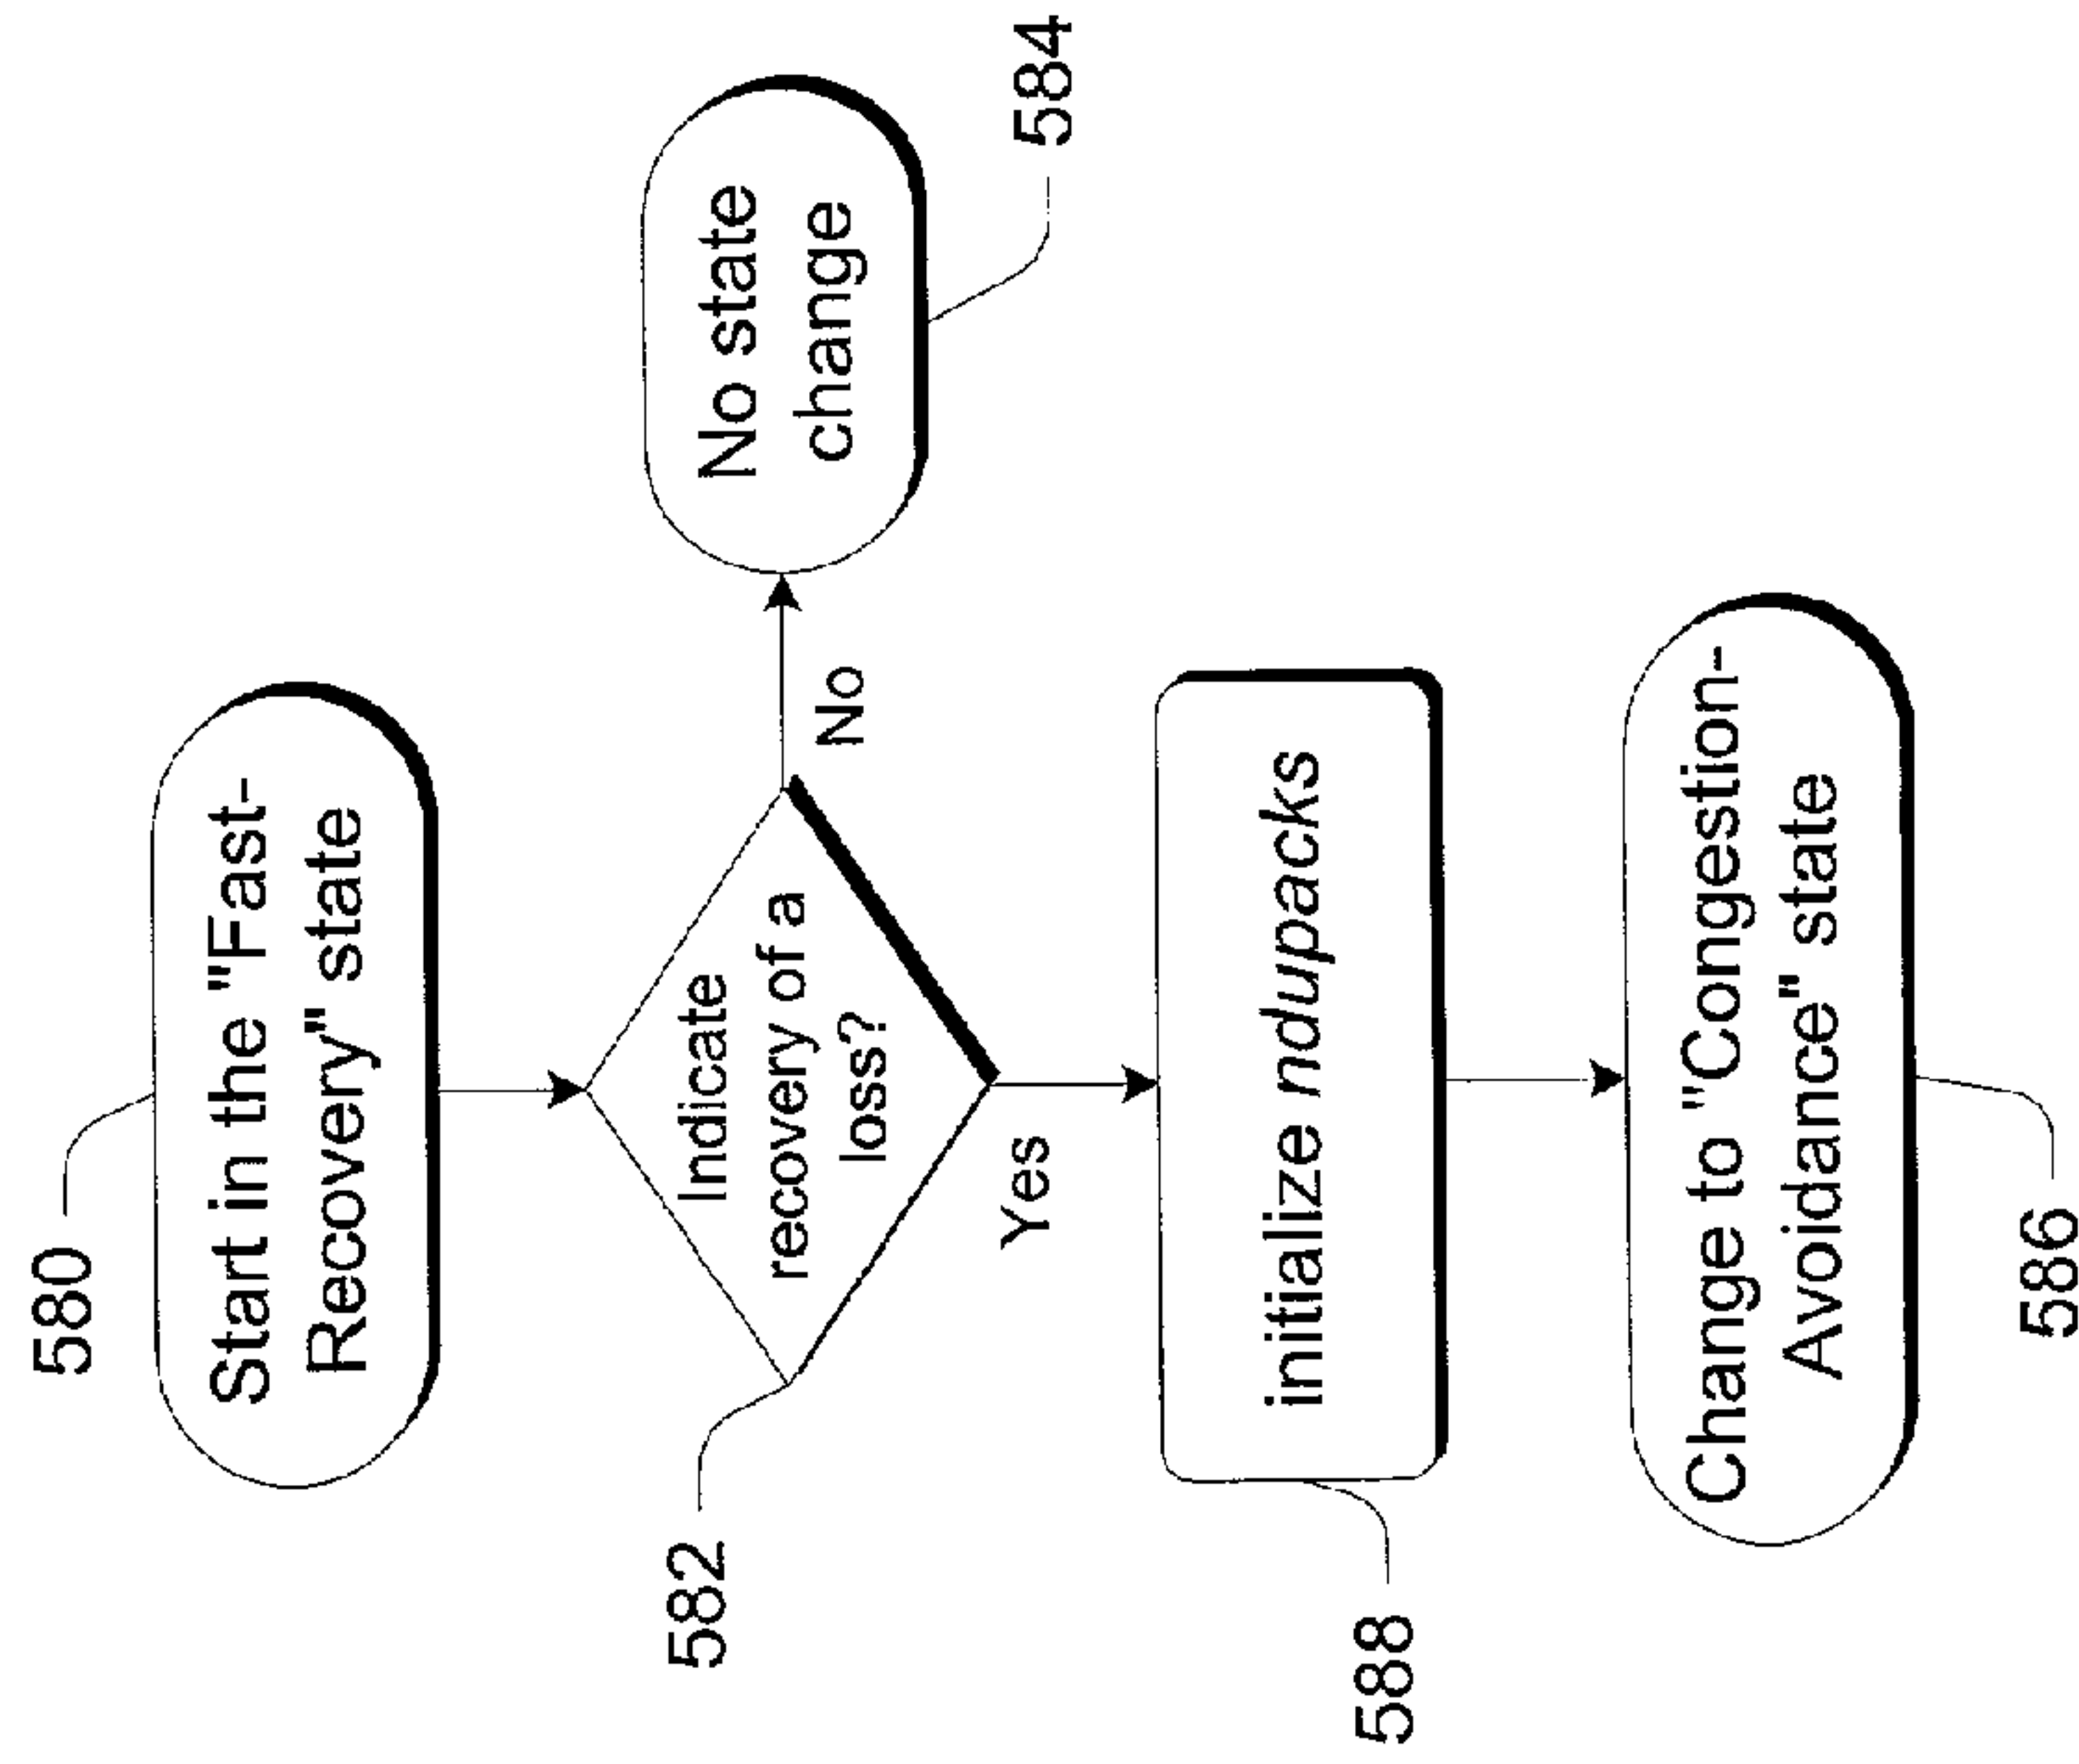 580
Start in the "Fast-
Recovery" state
582
Indicate
recovery of a
loss?
No
No state
change
584
Yes
588
initialize ndupacks
Change to "Congestion-
Avoidance" state
586